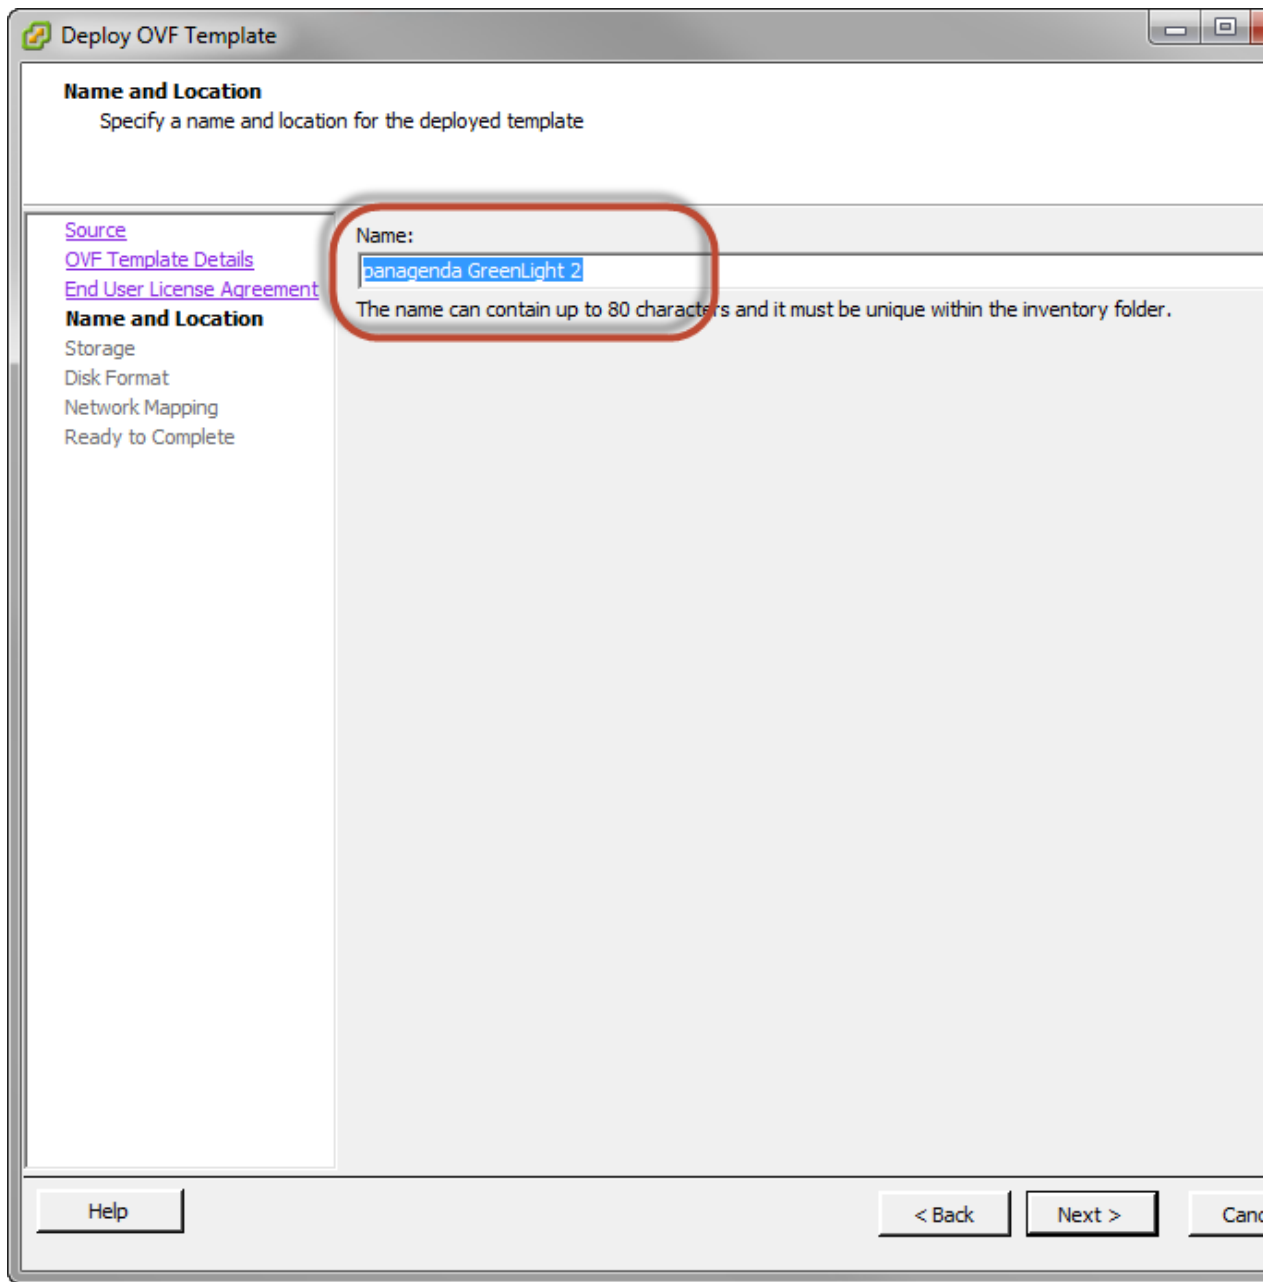 Deploy OVF Template
Name and Location
Specify a name and location for the deployed template
Source
OVF Template Details
End User License Agreement
Name and Location
Storage
Disk Format
Network Mapping
Ready to Complete
Name:
panagenda GreenLight 2
The name can contain up to 80 characters and it must be unique within the inventory folder.
Help
< Back
Next >